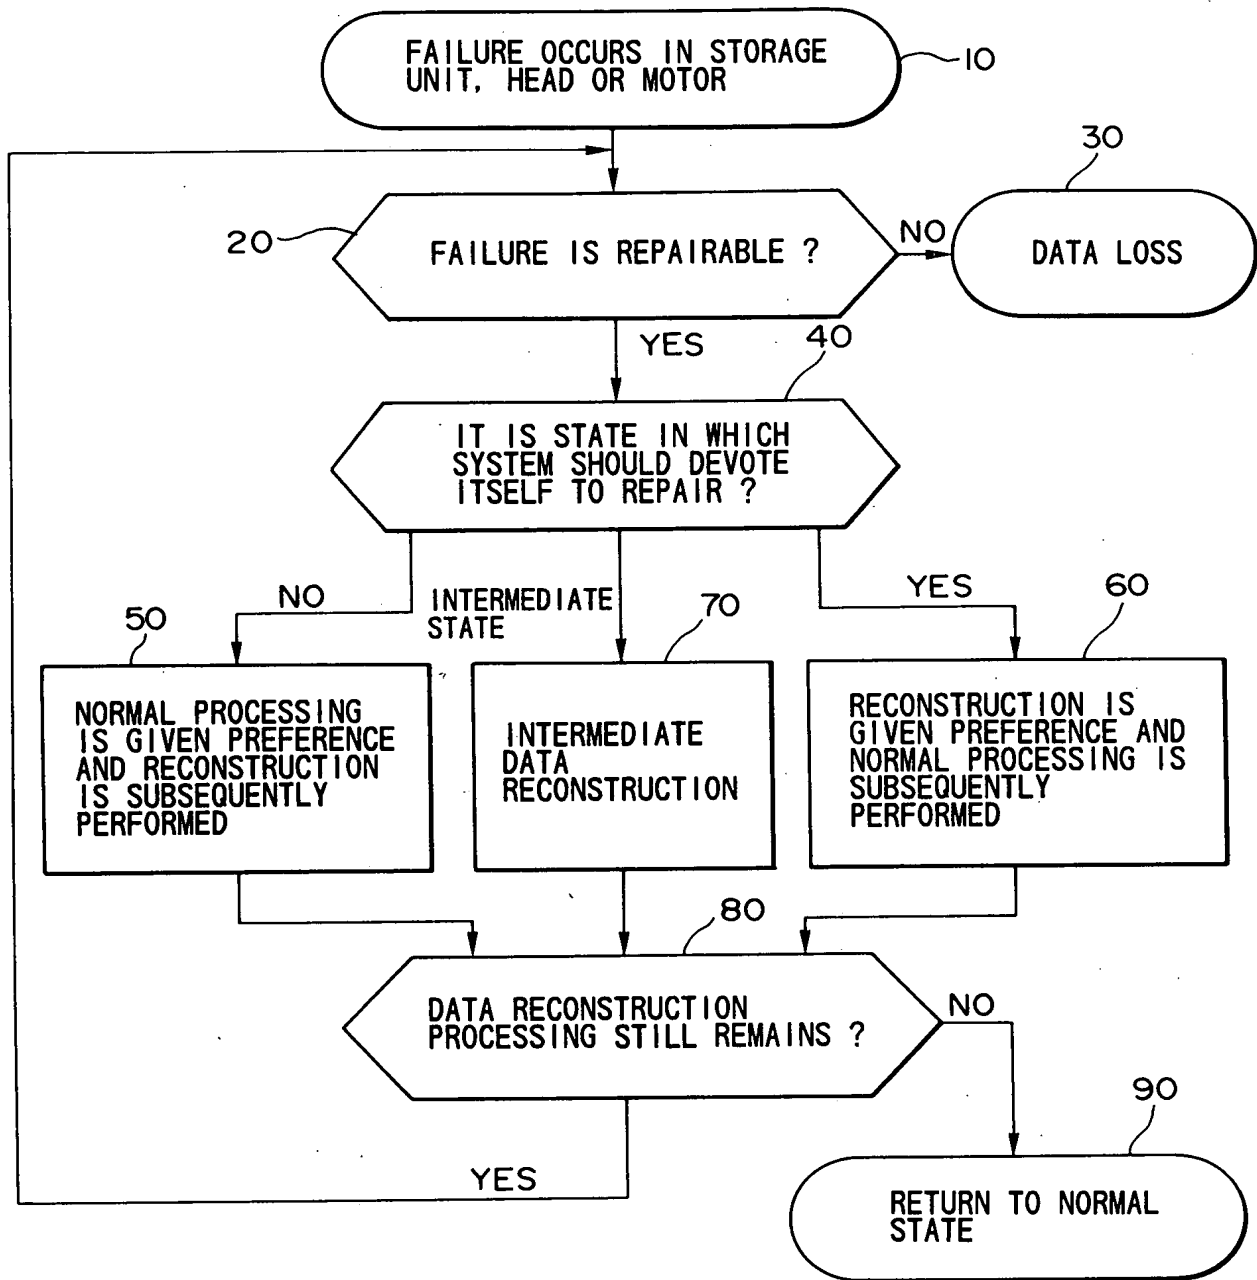 FAILURE OCCURS IN STORAGE
UNIT, HEAD OR MOTOR
10
30
20
FAILURE IS REPAIRABLE ?
NO
DATA LOSS
YES
40
IT IS STATE IN WHICH
SYSTEM SHOULD DEVOTE
ITSELF TO REPAIR ?
NO
INTERMEDIATE
STATE
YES
50
70
60
NORMAL PROCESSING
IS GIVEN PREFERENCE
AND RECONSTRUCTION
IS SUBSEQUENTLY
PERFORMED
INTERMEDIATE
DATA
RECONSTRUCTION
RECONSTRUCTION IS
GIVEN PREFERENCE AND
NORMAL PROCESSING IS
SUBSEQUENTLY
PERFORMED
80
DATA RECONSTRUCTION
PROCESSING STILL REMAINS ?
NO
YES
90
RETURN TO NORMAL
STATE